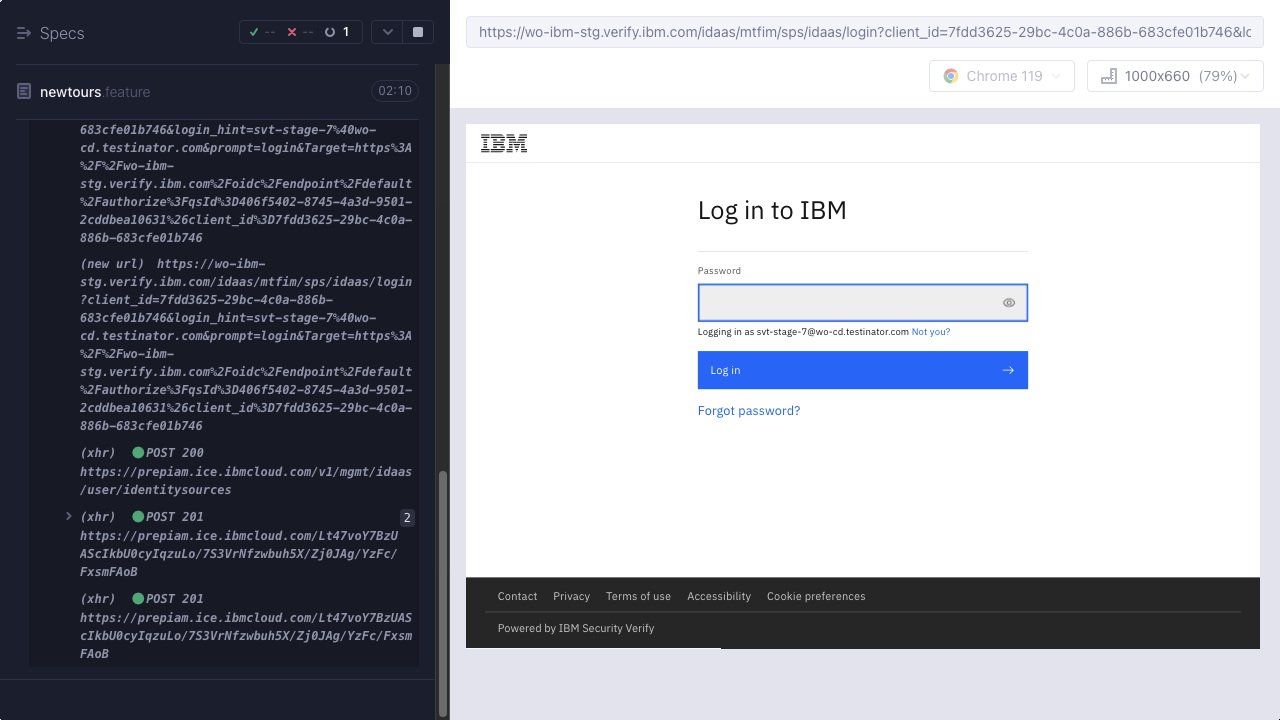 Specs
--
--
1
newtours.feature
02:10
683cfe01b746&login_hint=svt-stage-7%40wo-
cd.testinator.com&prompt=login&Target=https%3A
%2F%2Fwo-ibm-
stg.verify.ibm.com%2Foidc%2Fendpoint%2Fdefault
%2Fauthorize%3FqsId%3D406f5402-8745-4a3d-9501-
2cddbea10631%26client_id%3D7fdd3625-29bc-4c0a-
886b-683cfe01b746
(new url) https://wo-ibm-
stg.verify.ibm.com/idaas/mtfim/sps/idaas/login
?client_id=7fdd3625-29bc-4c0a-886b-
683cfe01b746&login_hint=svt-stage-7%40wo-
cd.testinator.com&prompt=login&Target=https%3A
%2F%2Fwo-ibm-
stg.verify.ibm.com%2Foidc%2Fendpoint%2Fdefault
%2Fauthorize%3FqsId%3D406f5402-8745-4a3d-9501-
2cddbea10631%26client_id%3D7fdd3625-29bc-4c0a-
886b-683cfe01b746
(xhr) POST 200
https://prepiam.ice.ibmcloud.com/v1/mgmt/idaas
/user/identitysources
(xhr) POST 201
2
https://prepiam.ice.ibmcloud.com/Lt47voY7BzU
AScIkbU0cyIqzuLo/7S3VrNfzwbuh5X/Zj0JAg/YzFc/
FxsmFAoB
(xhr) POST 201
https://prepiam.ice.ibmcloud.com/Lt47voY7BzUAS
cIkbU0cyIqzuLo/7S3VrNfzwbuh5X/Zj0JAg/YzFc/Fxsm
FAoB
https://wo-ibm-stg.verify.ibm.com/idaas/mtfim/sps/idaas/login?client_id=7fdd3625-29bc-4c0a-886b-683cfe01b746&lo
Chrome 119
1000x660 (79%)
IBM
Log in to IBM
Password
Logging in as svt-stage-7@wo-cd.testinator.com Not you?
Log in
Forgot password?
Contact Privacy Terms of use Accessibility Cookie preferences
Powered by IBM Security Verify